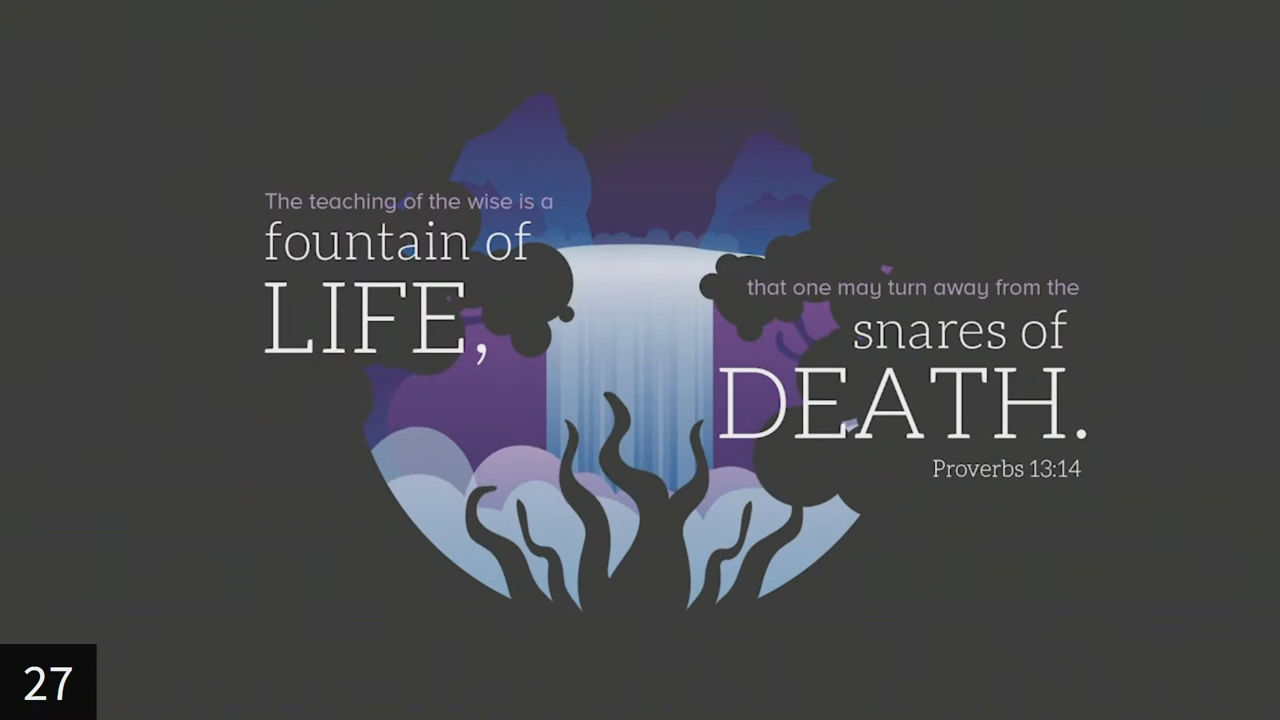 The teaching of the wise is a
fountain of
LIFE,
that one may turn away from the
snares of
DEATH.
Proverbs 13:14
27